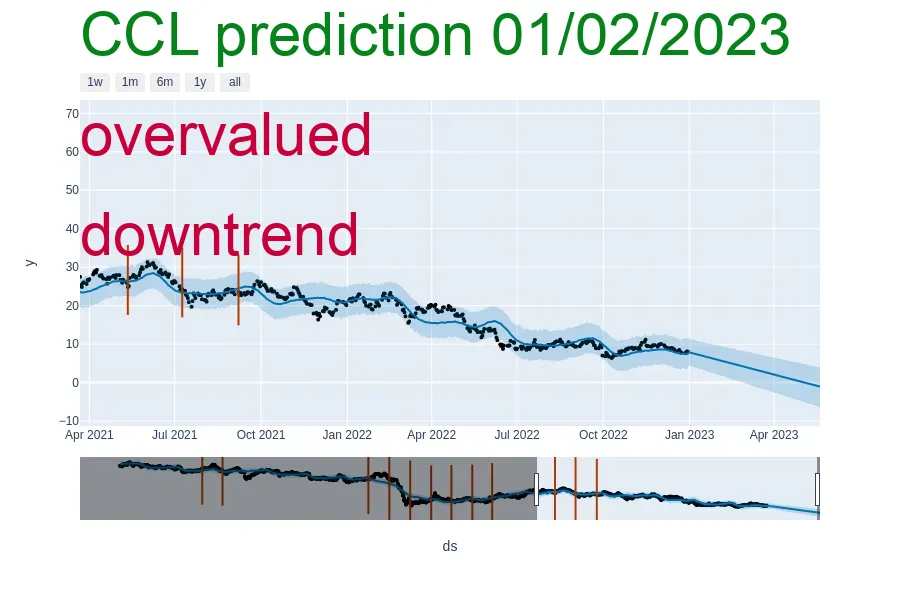 CCL prediction 01/02/2023
1w 1m 6m 1y all
70
overvalued
60
50
40
downtrend
30
20
10
0
−10
y
Apr 2021 Jul 2021 Oct 2021 Jan 2022 Apr 2022 Jul 2022 Oct 2022 Jan 2023 Apr 2023
ds